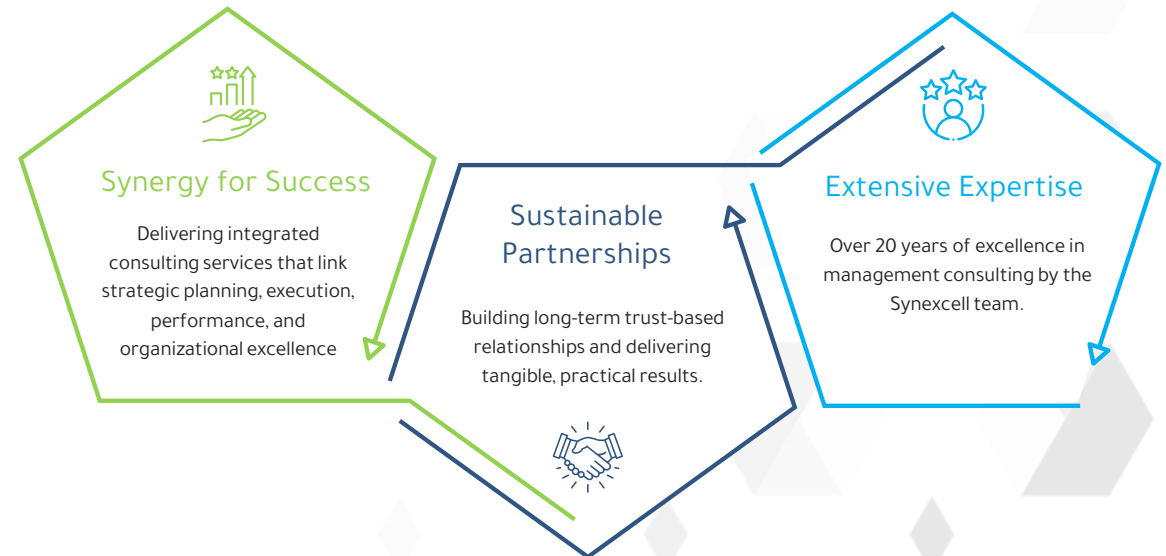 Synergy for Success
Delivering integrated
consulting services that link
strategic planning, execution,
performance, and
organizational excellence
Sustainable
Partnerships
Building long-term trust-based
relationships and delivering
tangible, practical results.
Extensive Expertise
Over 20 years of excellence in
management consulting by the
Synexcell team.